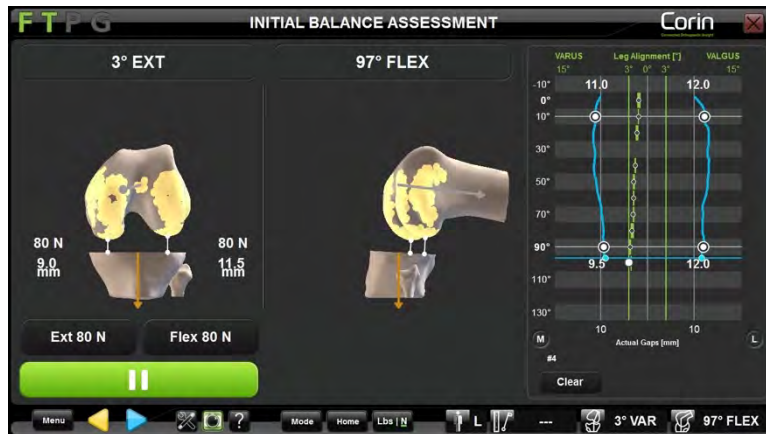 F T P G
INITIAL BALANCE ASSESSMENT
Corin
3° EXT
97° FLEX
VARUS Leg Alignment [°] VALGUS
15° 3° 0° 3° 15°
-10° 11.0 12.0
0°
10°
30°
50°
70°
90°
9.5 12.0
110°
130°
10 10
Actual Gaps [mm]
M L
#4
Clear
80 N 80 N
9.0 11.5
mm mm
Ext 80 N Flex 80 N
Menu ? Mode Home Lbs | N L --- 3° VAR 97° FLEX